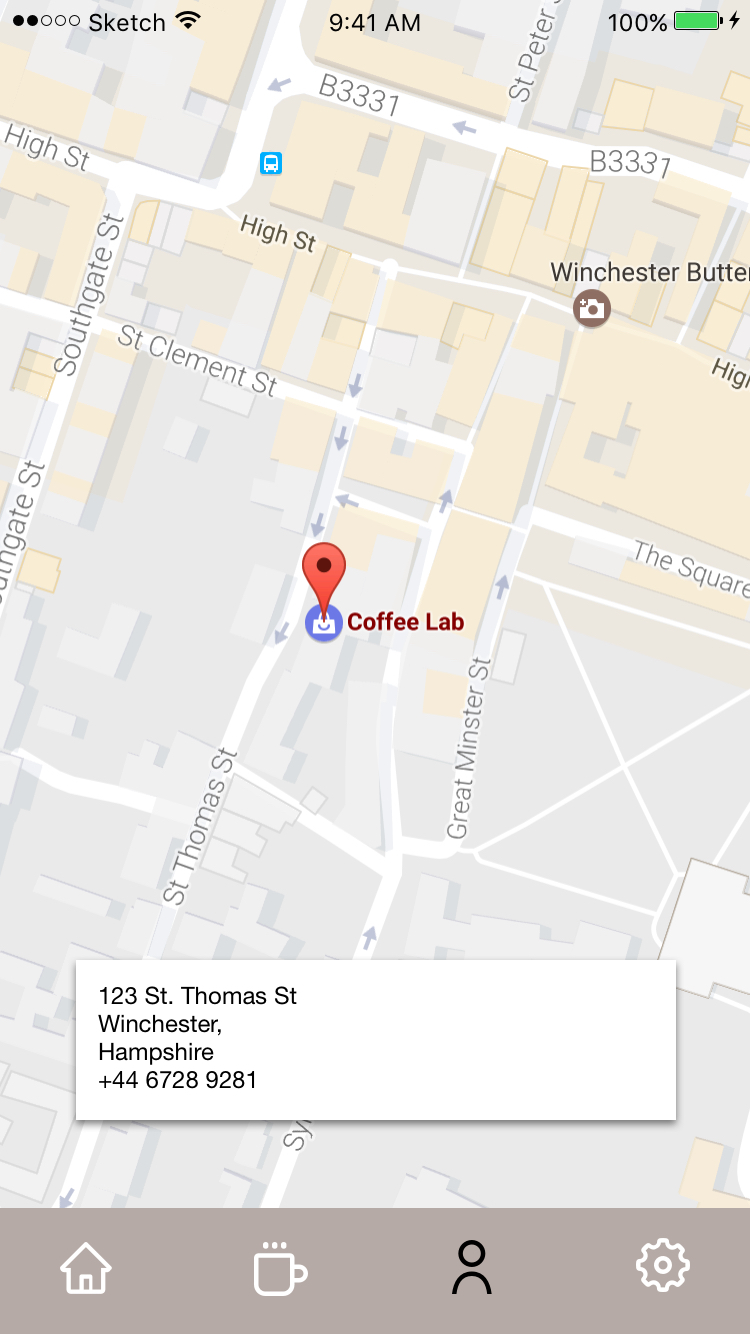 Sketch
9:41 AM
100%
St Peter
B3331
High St
B3331
High St
Southgate St
Winchester Butter
St Clement St
High
Southgate St
The Square
Coffee Lab
Great Minster St
St Thomas St
123 St. Thomas St
Winchester,
Hampshire
+44 6728 9281
Sy